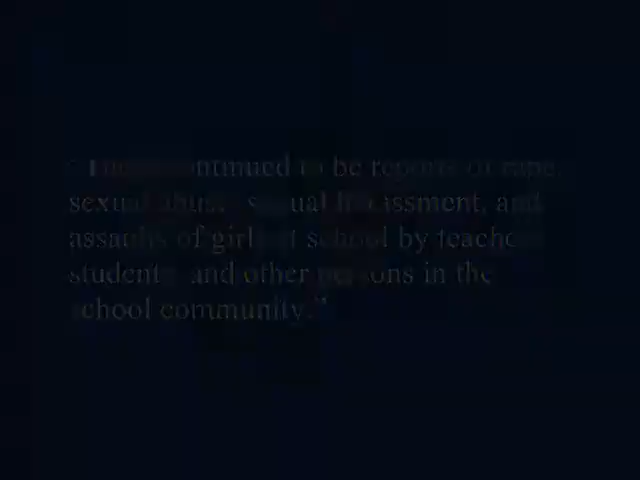 "There continued to be reports of rape,
sexual abuse, sexual harassment, and
assaults of girls at school by teachers,
students, and other persons in the
school community."